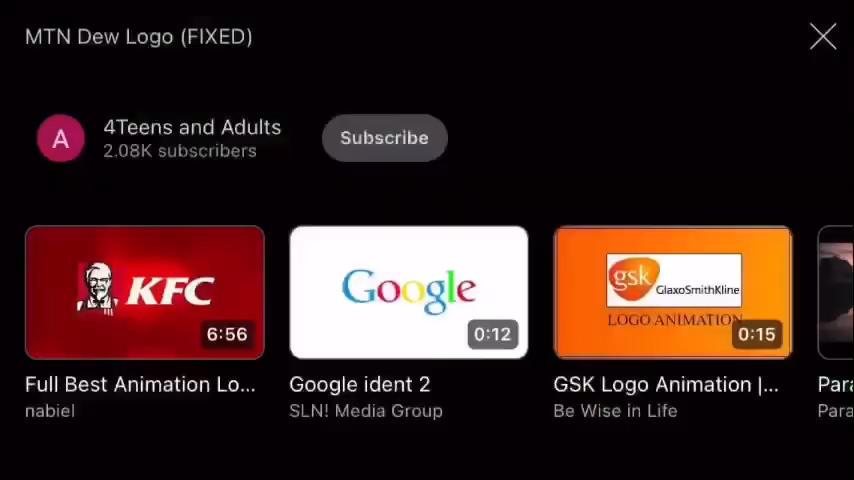 MTN Dew Logo (FIXED)
A
4Teens and Adults
2.08K subscribers
Subscribe
KFC
6:56
Google
0:12
gsk
GlaxoSmithKline
LOGO ANIMATION
0:15
Full Best Animation Lo...
nabiel
Google ident 2
SLN! Media Group
GSK Logo Animation |...
Be Wise in Life
Para
Para